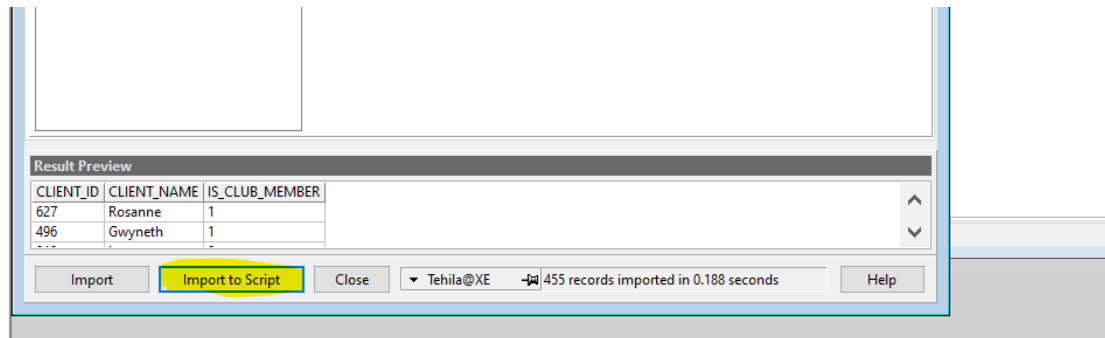 Result Preview
CLIENT_ID CLIENT_NAME IS_CLUB_MEMBER
627 Rosanne 1
496 Gwyneth 1
Import Import to Script Close Tehila@XE 455 records imported in 0.188 seconds Help